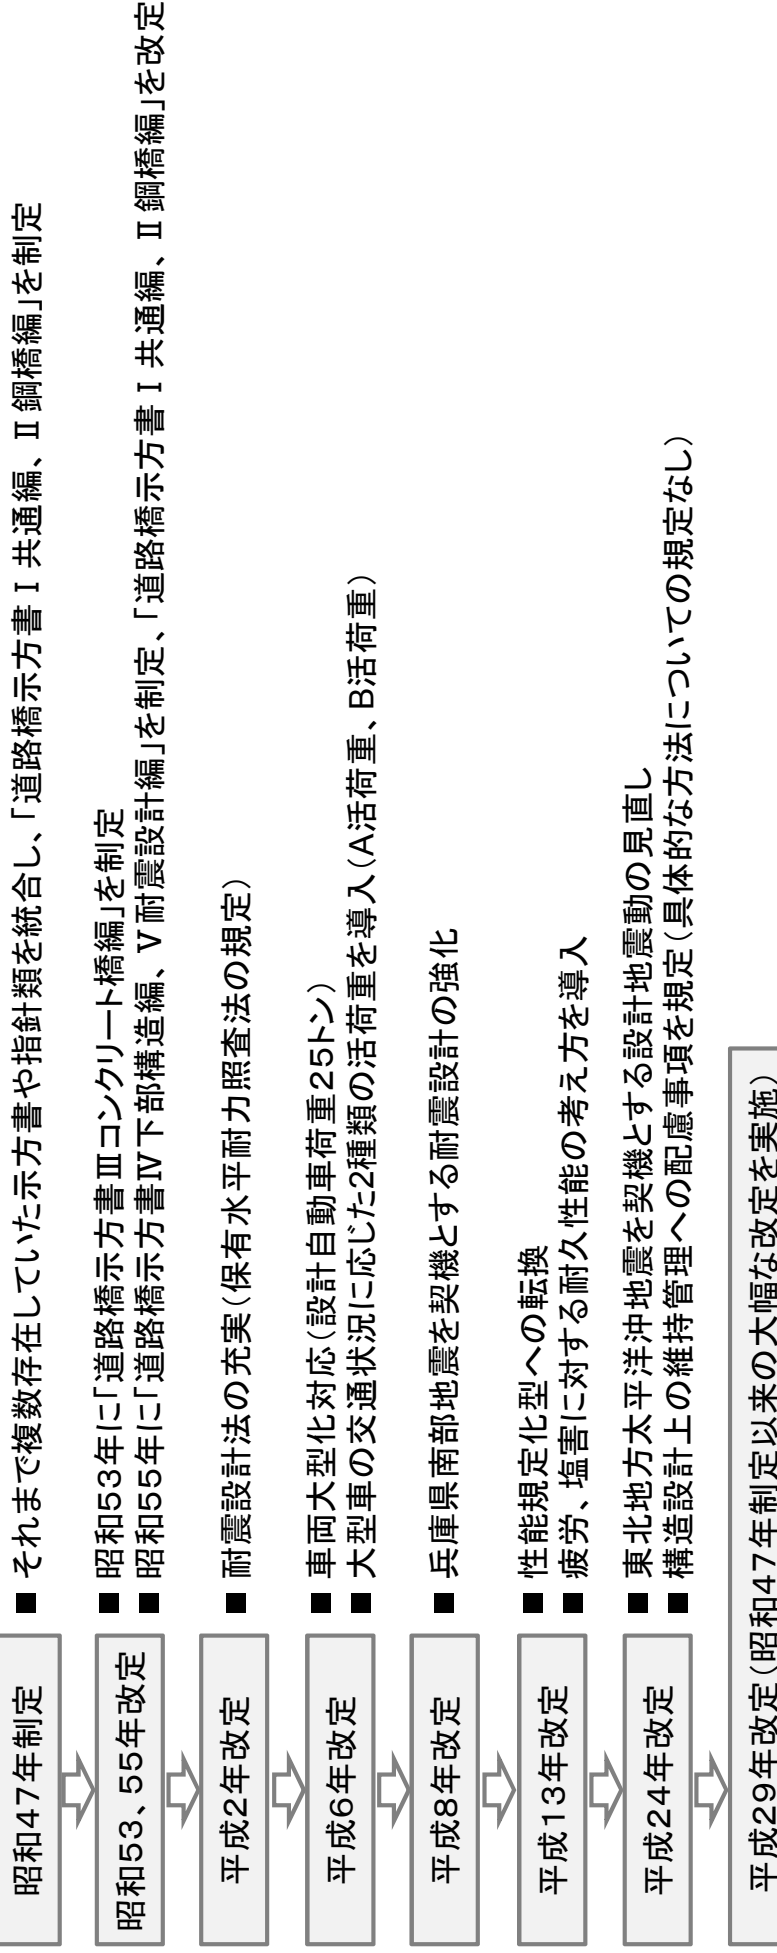 昭和47年制定
■ それまで複数存在していた示方書や指針類を統合し、「道路橋示方書Ⅰ共通編、Ⅱ鋼橋編」を制定
昭和53、55年改定
■ 昭和53年に「道路橋示方書Ⅲコンクリート橋編」を制定
■ 昭和55年に「道路橋示方書Ⅳ下部構造編、Ⅴ耐震設計編」を制定、「道路橋示方書Ⅰ共通編、Ⅱ鋼橋編」を改定
平成2年改定
■ 耐震設計法の充実(保有水平耐力照査法の規定)
平成6年改定
■ 車両大型化対応(設計自動車荷重25トン)
■ 大型車の交通状況に応じた2種類の活荷重を導入(A活荷重、B活荷重)
平成8年改定
■ 兵庫県南部地震を契機とする耐震設計の強化
平成13年改定
■ 性能規定化型への転換
■ 疲労、塩害に対する耐久性能の考え方を導入
平成24年改定
■ 東北地方太平洋沖地震を契機とする設計地震動の見直し
■ 構造設計上の維持管理への配慮事項を規定(具体的な方法についての規定なし)
平成29年改定(昭和47年制定以来の大幅な改定を実施)